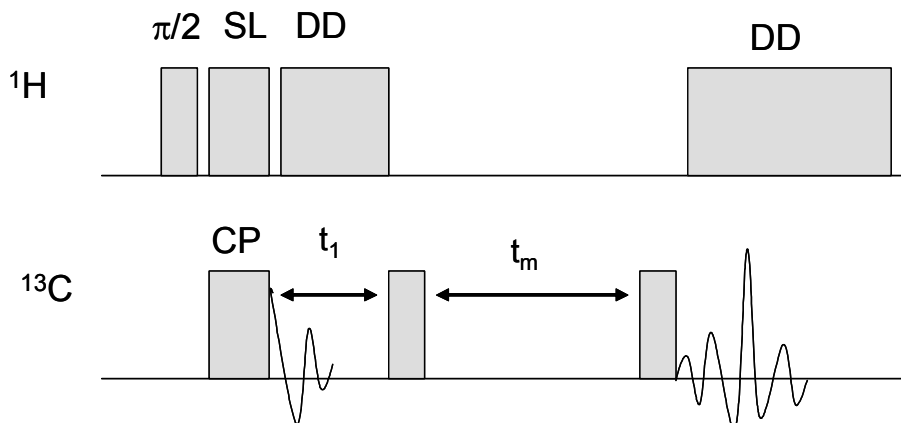 π/2 SL DD DD
¹H
CP t₁ tₘ
¹³C